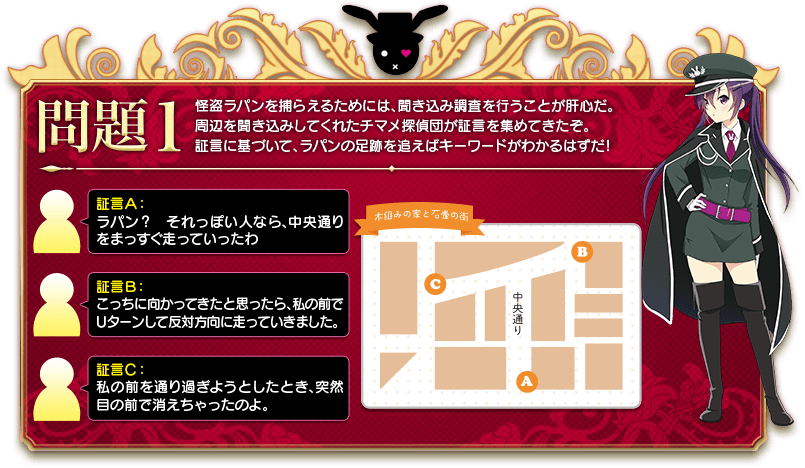 問題1
怪盗ラパンを捕らえるためには、聞き込み調査を行うことが肝心だ。
周辺を聞き込みしてくれたチマメ探偵団が証言を集めてきたぞ。
証言に基づいて、ラパンの足跡を追えばキーワードがわかるはずだ!
証言A:
ラパン? それっぽい人なら、中央通り
をまっすぐ走っていったわ
証言B:
こっちに向かってきたと思ったら、私の前で
Uターンして反対方向に走っていきました。
証言C:
私の前を通り過ぎようとしたとき、突然
目の前で消えちゃったのよ。
木組みの家と石畳の街
B
C
中央通り
A